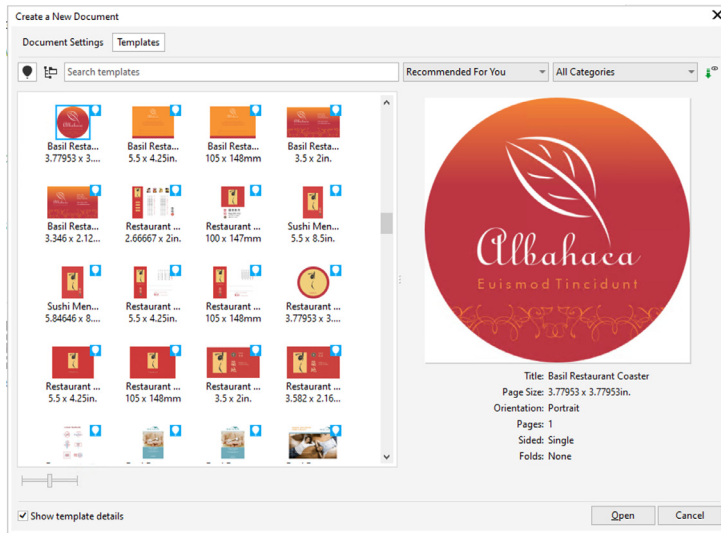 Create a New Document
Document Settings
Templates
Search templates
Recommended For You
All Categories
Basil Resta...
3.77953 x 3....
Basil Resta...
5.5 x 4.25in.
Basil Resta...
105 x 148mm
Basil Resta...
3.5 x 2in.
Basil Resta...
3.346 x 2.12...
Restaurant ...
2.66667 x 2in.
Restaurant ...
100 x 147mm
Sushi Men...
5.5 x 8.5in.
Sushi Men...
5.84646 x 8....
Restaurant ...
5.5 x 4.25in.
Restaurant ...
105 x 148mm
Restaurant ...
3.77953 x 3....
Restaurant ...
5.5 x 4.25in.
Restaurant ...
105 x 148mm
Restaurant ...
3.5 x 2in.
Restaurant ...
3.582 x 2.16...
Albahaca
Euismod Tincidunt
Title: Basil Restaurant Coaster
Page Size: 3.77953 x 3.77953in.
Orientation: Portrait
Pages: 1
Sided: Single
Folds: None
Show template details
Open
Cancel